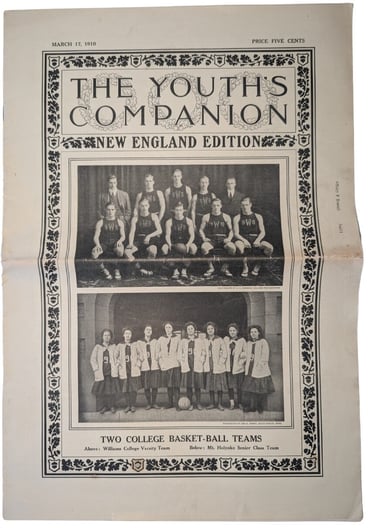 MARCH 17, 1910
PRICE FIVE CENTS
THE YOUTH'S
COMPANION
NEW ENGLAND EDITION
TWO COLLEGE BASKET-BALL TEAMS
Above: Williams College Varsity Team
Below: Mt. Holyoke Senior Class Team